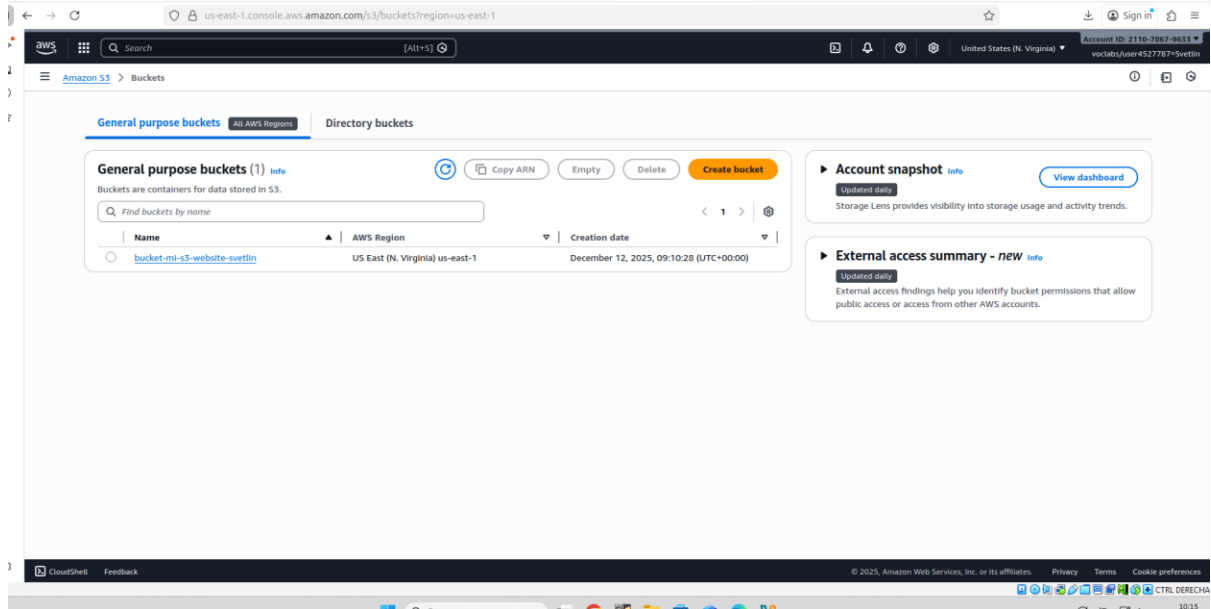 us-east-1.console.aws.amazon.com/s3/buckets?region=us-east-1
Sign in
aws
Search [Alt+S]
United States (N. Virginia)
Account ID: 2110-7867-9633
voclabs/user4527787=Svetlin
Amazon S3 > Buckets
General purpose buckets All AWS Regions Directory buckets
General purpose buckets (1) Info
Copy ARN Empty Delete Create bucket
Buckets are containers for data stored in S3.
Find buckets by name
< 1 >
Name AWS Region Creation date
bucket-mi-s3-website-svetlin US East (N. Virginia) us-east-1 December 12, 2025, 09:10:28 (UTC+00:00)
Account snapshot Info
View dashboard
Updated daily
Storage Lens provides visibility into storage usage and activity trends.
External access summary - new Info
Updated daily
External access findings help you identify bucket permissions that allow
public access or access from other AWS accounts.
CloudShell Feedback
© 2025, Amazon Web Services, Inc. or its affiliates. Privacy Terms Cookie preferences
CTRL DERECHA
10:15